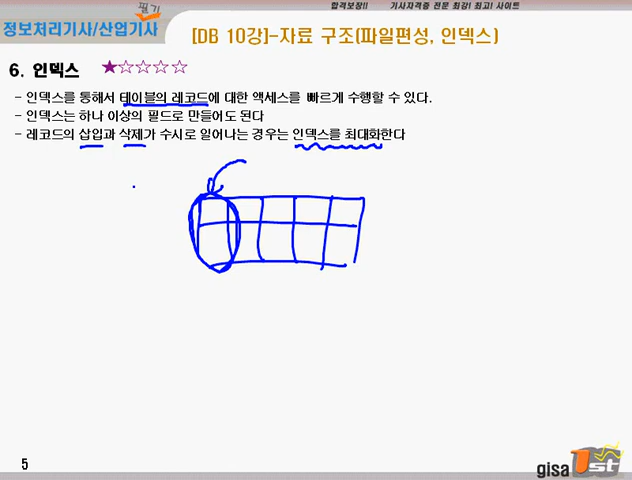 합격보장!! 기사자격증 전문 최강! 최고! 사이트
필기
정보처리기사/산업기사
[DB 10강]-자료 구조(파일편성, 인덱스)
6. 인덱스 ★☆☆☆☆
- 인덱스를 통해서 테이블의 레코드에 대한 액세스를 빠르게 수행할 수 있다.
- 인덱스는 하나 이상의 필드로 만들어도 된다
- 레코드의 삽입과 삭제가 수시로 일어나는 경우는 인덱스를 최대화한다
5
gisa 1st